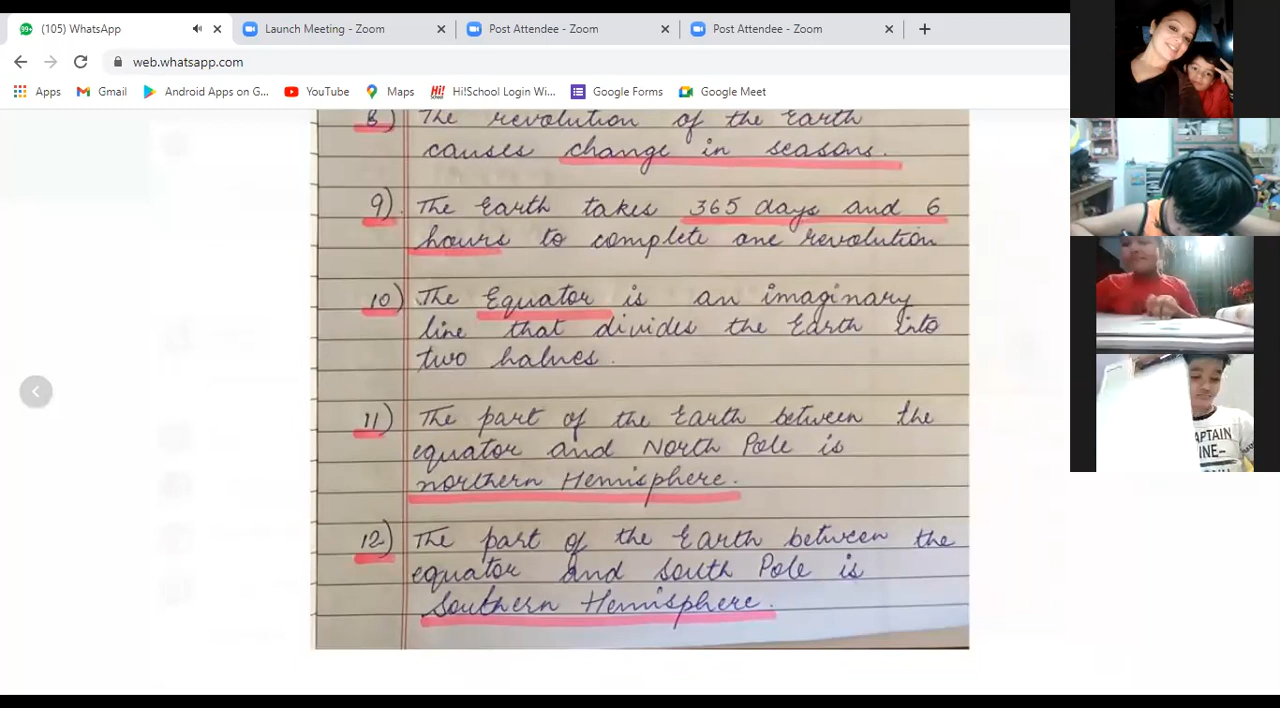 99+
(105) WhatsApp
Launch Meeting - Zoom
Post Attendee - Zoom
Post Attendee - Zoom
web.whatsapp.com
Apps
Gmail
Android Apps on G...
YouTube
Maps
Hi!
Hi!School Login Wi...
Google Forms
Google Meet
8) The revolution of the Earth
causes change in seasons.
9). The Earth takes 365 days and 6
hours to complete one revolution
10) The Equator is an imaginary
line that divides the Earth into
two halves.
11) The part of the Earth between the
equator and North Pole is
northern Hemisphere.
12) The part of the Earth between the
equator and south Pole is
Southern Hemisphere.